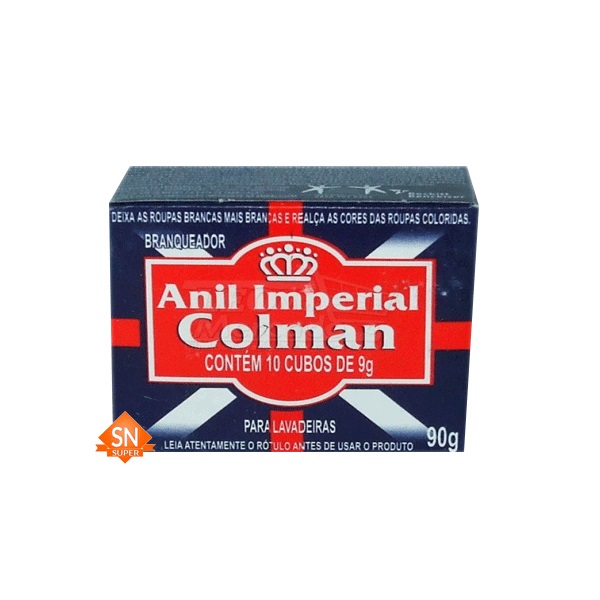 DEIXA AS ROUPAS BRANCAS MAIS BRANCAS E REALÇA AS CORES DAS ROUPAS COLORIDAS.
BRANQUEADOR
Anil Imperial
Colman
CONTÉM 10 CUBOS DE 9g
PARA LAVADEIRAS
LEIA ATENTAMENTE O RÓTULO ANTES DE USAR O PRODUTO
90g
SN
SUPER